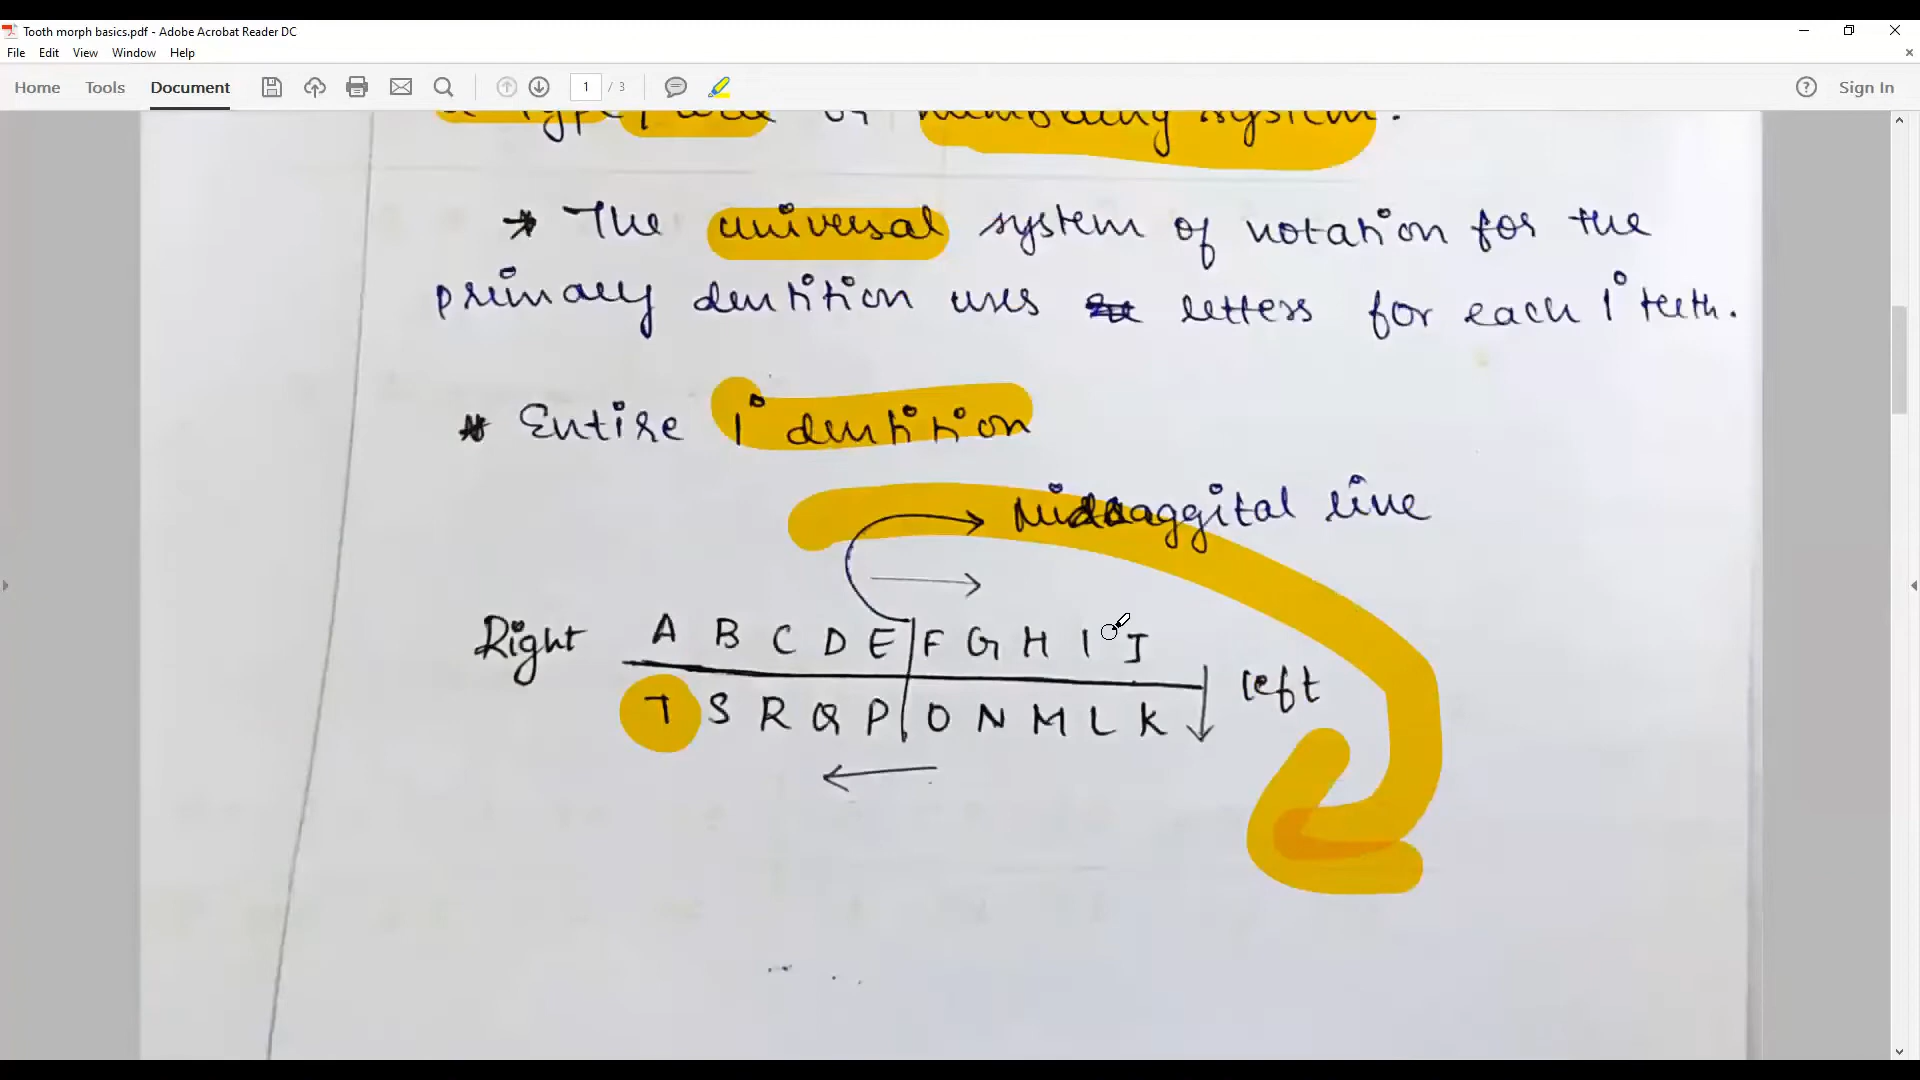 Tooth morph basics.pdf - Adobe Acrobat Reader DC
File Edit View Window Help
Home Tools Document 1 / 3 Sign In
numbering system.
→ The universal system of notation for the
primary dentition uses letters for each 1° teeth.
* Entire 1° dentition
Midsaggital line
Right A B C D E F G H I J
left
T S R Q P O N M L K